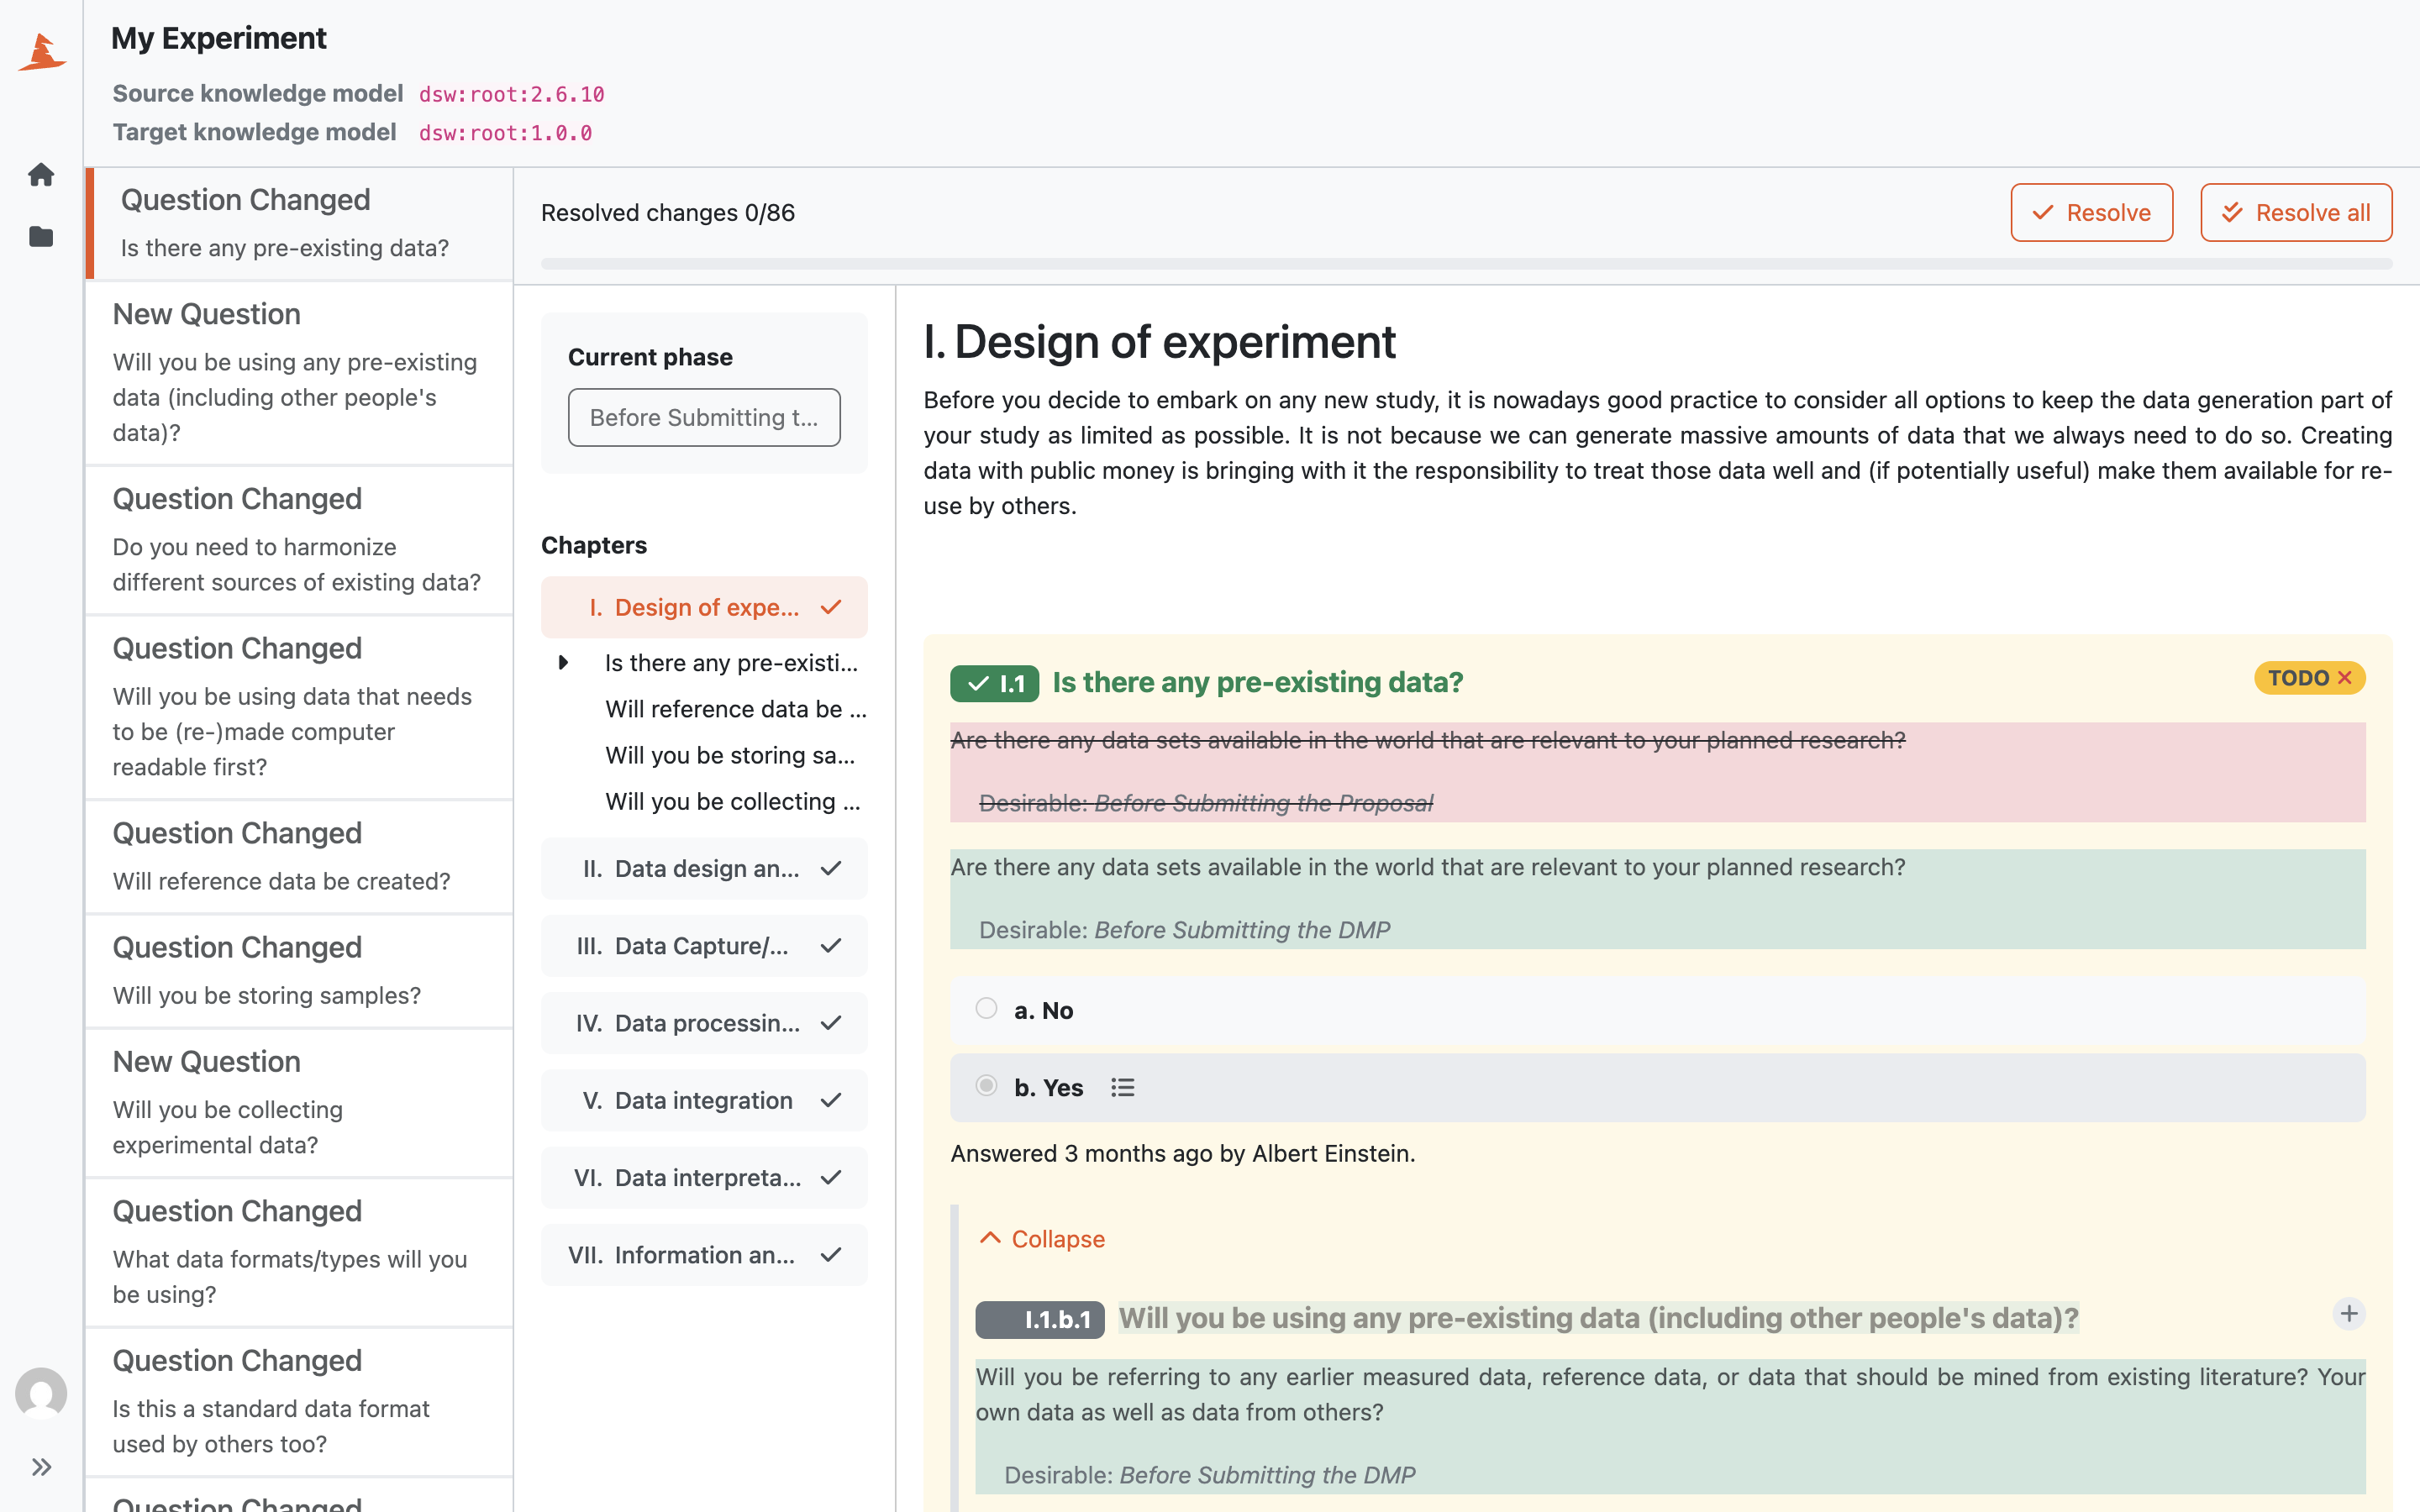 My Experiment
Source knowledge model dsw:root:2.6.10
Target knowledge model dsw:root:1.0.0
Question Changed
Is there any pre-existing data?
New Question
Will you be using any pre-existing
data (including other people's
data)?
Question Changed
Do you need to harmonize
different sources of existing data?
Question Changed
Will you be using data that needs
to be (re-)made computer
readable first?
Question Changed
Will reference data be created?
Question Changed
Will you be storing samples?
New Question
Will you be collecting
experimental data?
Question Changed
What data formats/types will you
be using?
Question Changed
Is this a standard data format
used by others too?
Question Changed
Resolved changes 0/86
Resolve
Resolve all
Current phase
Before Submitting t...
Chapters
I. Design of expe...
Is there any pre-existi...
Will reference data be ...
Will you be storing sa...
Will you be collecting ...
II. Data design an...
III. Data Capture/...
IV. Data processin...
V. Data integration
VI. Data interpreta...
VII. Information an...
I. Design of experiment
Before you decide to embark on any new study, it is nowadays good practice to consider all options to keep the data generation part of
your study as limited as possible. It is not because we can generate massive amounts of data that we always need to do so. Creating
data with public money is bringing with it the responsibility to treat those data well and (if potentially useful) make them available for re-
use by others.
I.1 Is there any pre-existing data?
TODO
Are there any data sets available in the world that are relevant to your planned research?
Desirable: Before Submitting the Proposal
Are there any data sets available in the world that are relevant to your planned research?
Desirable: Before Submitting the DMP
a. No
b. Yes
Answered 3 months ago by Albert Einstein.
Collapse
I.1.b.1 Will you be using any pre-existing data (including other people's data)?
Will you be referring to any earlier measured data, reference data, or data that should be mined from existing literature? Your
own data as well as data from others?
Desirable: Before Submitting the DMP